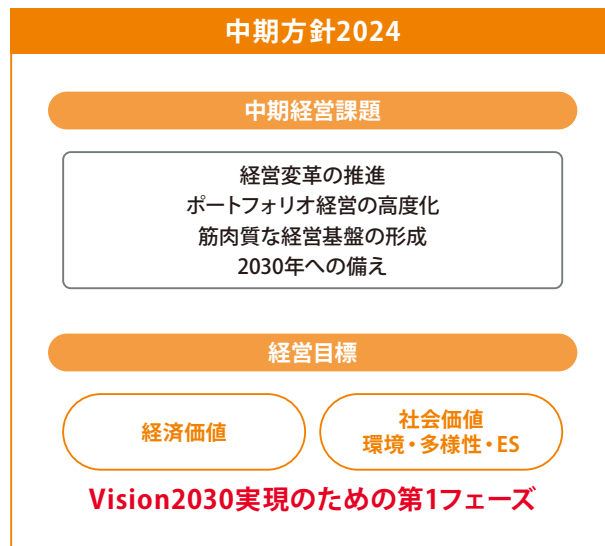 中期方針2024
中期経営課題
経営変革の推進
ポートフォリオ経営の高度化
筋肉質な経営基盤の形成
2030年への備え
経営目標
経済価値
社会価値
環境・多様性・ES
Vision2030実現のための第1フェーズ